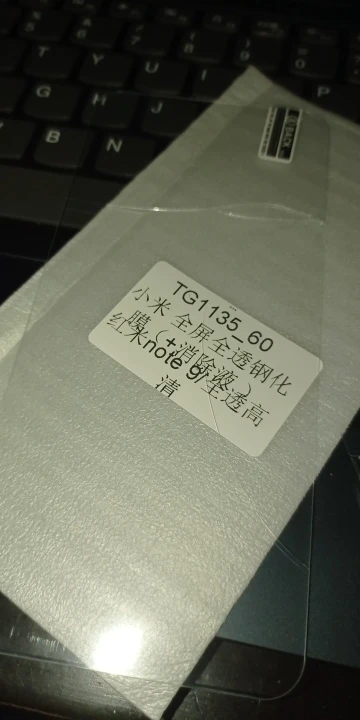 TG1135_60
小米 全屏全透钢化
膜（+消除液）
红米note 9/全透高
清
BACK
T
Y
U
I
O
P
G
H
J
B
N